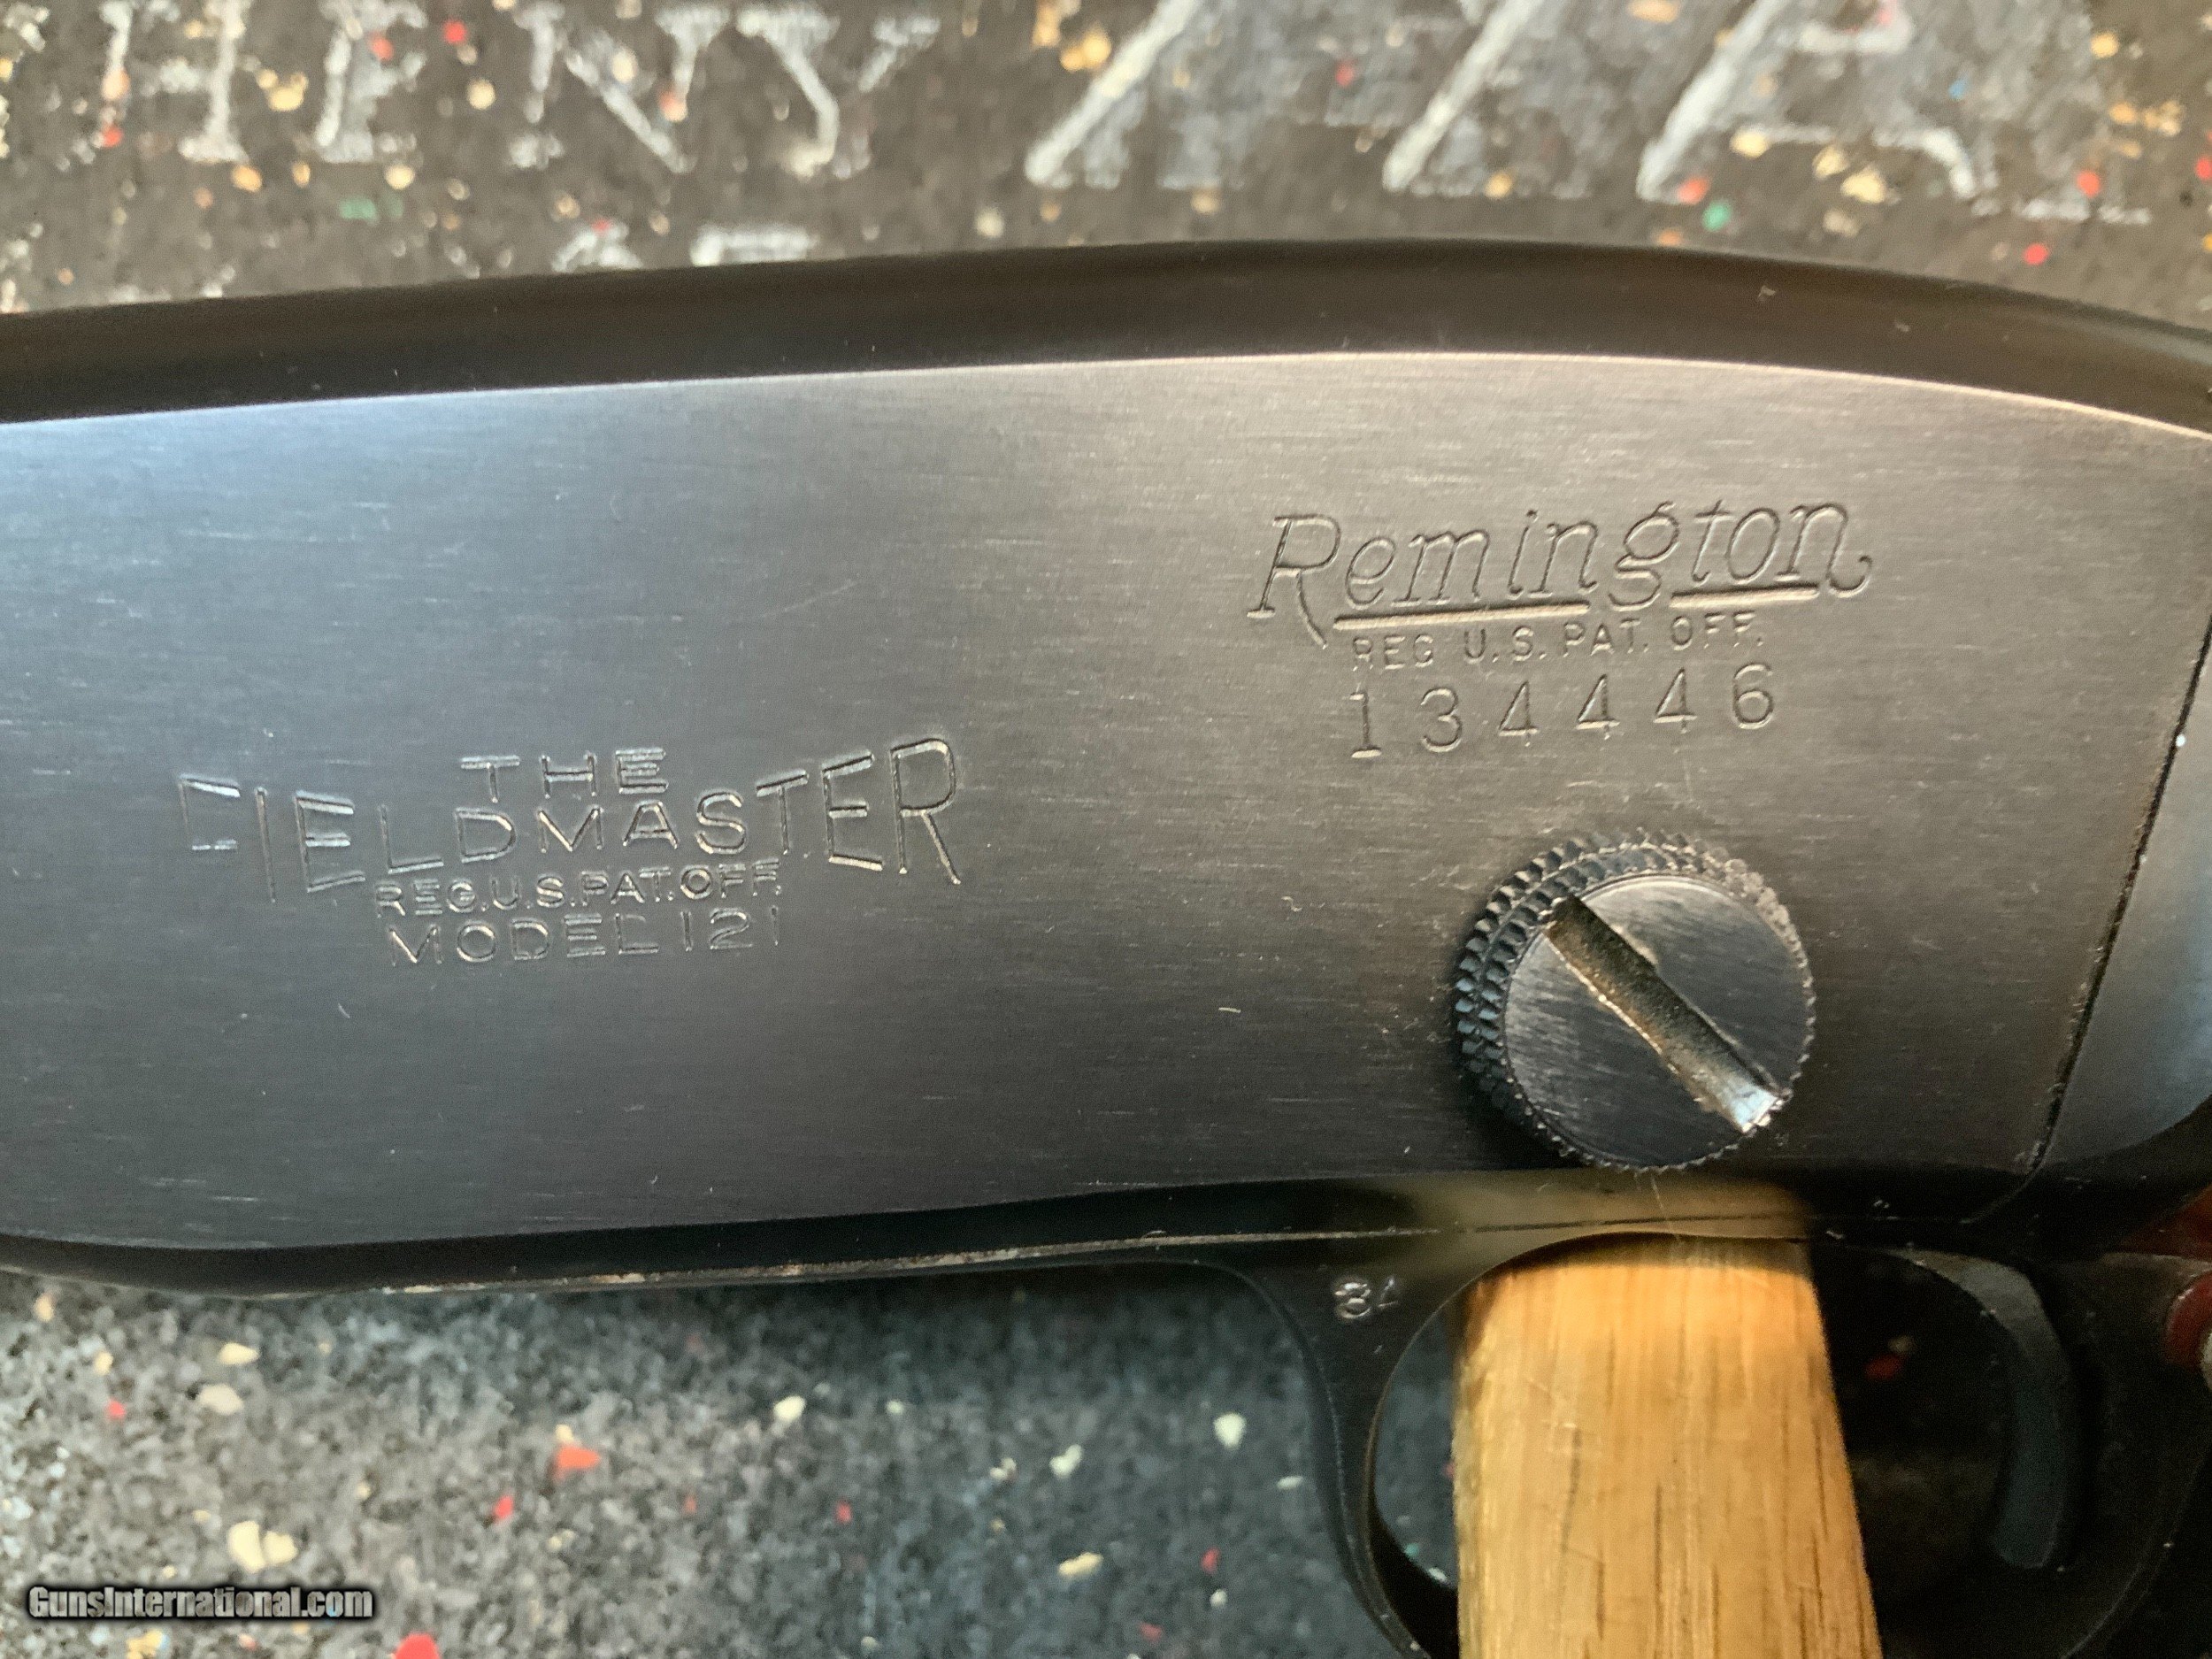 Remington
REG. U.S. PAT. OFF.
134446
THE
FIELDMASTER
REG.U.S.PAT.OFF.
MODEL 121
GunsInternational.com